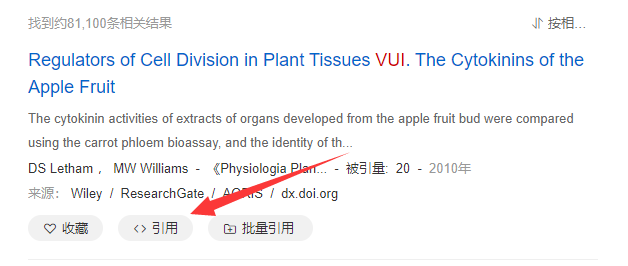 找到约81,100条相关结果 按相...
Regulators of Cell Division in Plant Tissues VUI. The Cytokinins of the
Apple Fruit
The cytokinin activities of extracts of organs developed from the apple fruit bud were compared
using the carrot phloem bioassay, and the identity of th...
DS Letham ， MW Williams - 《Physiologia Plan... - 被引量: 20 - 2010年
来源： Wiley / ResearchGate / AGRIS / dx.doi.org
收藏 <> 引用 批量引用